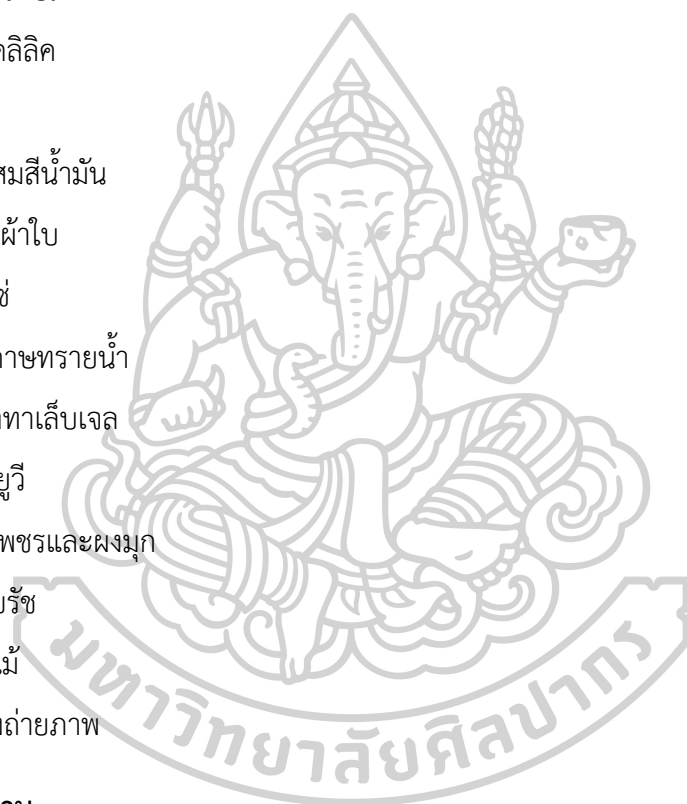 คลิลิค
สมสีน้ำมัน
ผ้าใบ
ช่
ดาษทรายน้ำ
ทาเล็บเจล
ยูวี
พชรและผงมุก
บรัช
ม้
ถ่ายภาพ
มหาวิทยาลัยศิลปากร